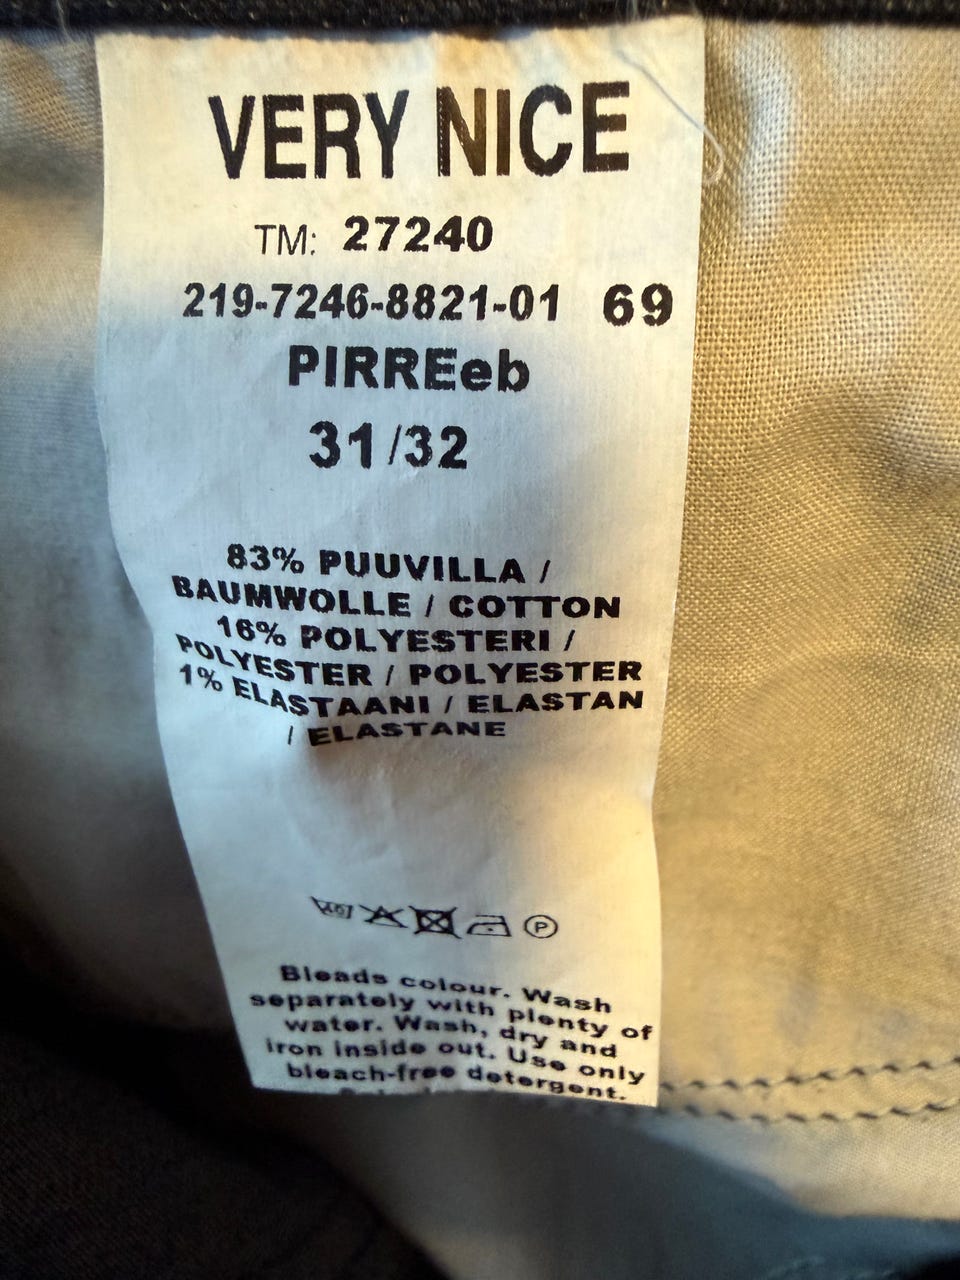 VERY NICE
TM: 27240
219-7246-8821-01 69
PIRREeb
31/32
83% PUUVILLA /
BAUMWOLLE / COTTON
16% POLYESTERI /
POLYESTER / POLYESTER
1% ELASTAANI / ELASTAN
/ ELASTANE
40
P
Bleads colour. Wash
separately with plenty of
water. Wash, dry and
iron inside out. Use only
bleach-free detergent.